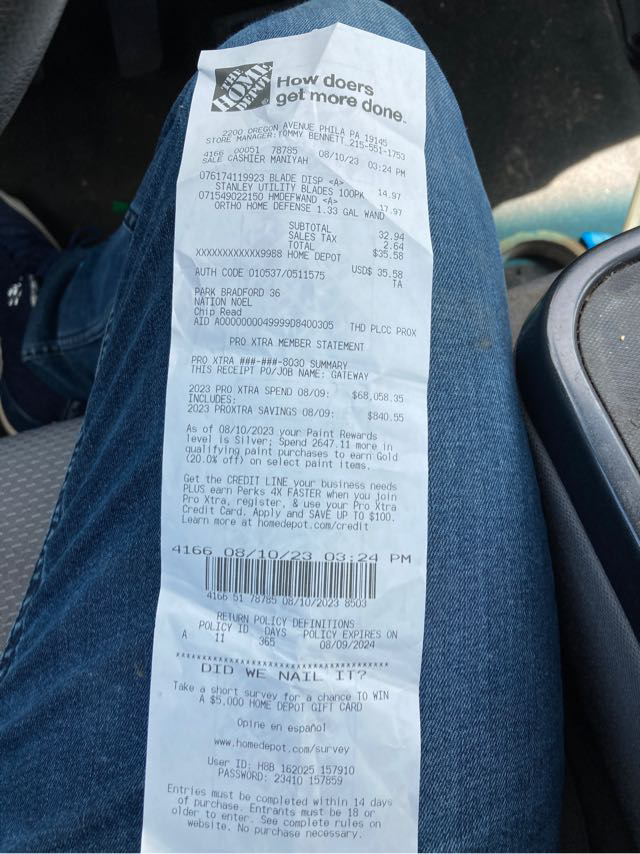 THE HOME DEPOT
How doers
get more done.
2200 OREGON AVENUE PHILA PA 19145
STORE MANAGER:TOMMY BENNETT 215-551-1753
4166 00051 78785 08/10/23 03:24 PM
SALE CASHIER MANIYAH
076174119923 BLADE DISP <A>
STANLEY UTILITY BLADES 100PK 14.97
071549022150 HMDEFWAND <A>
ORTHO HOME DEFENSE 1.33 GAL WAND 17.97
SUBTOTAL 32.94
SALES TAX 2.64
TOTAL $35.58
XXXXXXXXXXXX9988 HOME DEPOT
USD$ 35.58
AUTH CODE 010537/0511575 TA
PARK BRADFORD 36
NATION NOEL
Chip Read
AID A0000000049999D8400305 THD PLCC PROX
PRO XTRA MEMBER STATEMENT
PRO XTRA ###-###-8030 SUMMARY
THIS RECEIPT PO/JOB NAME: GATEWAY
2023 PRO XTRA SPEND 08/09: $68,058.35
INCLUDES:
2023 PROXTRA SAVINGS 08/09: $840.55
As of 08/10/2023 your Paint Rewards
level is Silver; Spend 2647.11 more in
qualifying paint purchases to earn Gold
(20.0% off) on select paint items.
Get the CREDIT LINE your business needs
PLUS earn Perks 4X FASTER when you join
Pro Xtra, register, & use your Pro Xtra
Credit Card. Apply and SAVE UP TO $100.
Learn more at homedepot.com/credit
4166 08/10/23 03:24 PM
4166 51 78785 08/10/2023 8503
RETURN POLICY DEFINITIONS
POLICY ID DAYS POLICY EXPIRES ON
A 11 365 08/09/2024
DID WE NAIL IT?
Take a short survey for a chance TO WIN
A $5,000 HOME DEPOT GIFT CARD
Opine en español
www.homedepot.com/survey
User ID: H8B 162025 157910
PASSWORD: 23410 157859
Entries must be completed within 14 days
of purchase. Entrants must be 18 or
older to enter. See complete rules on
website. No purchase necessary.